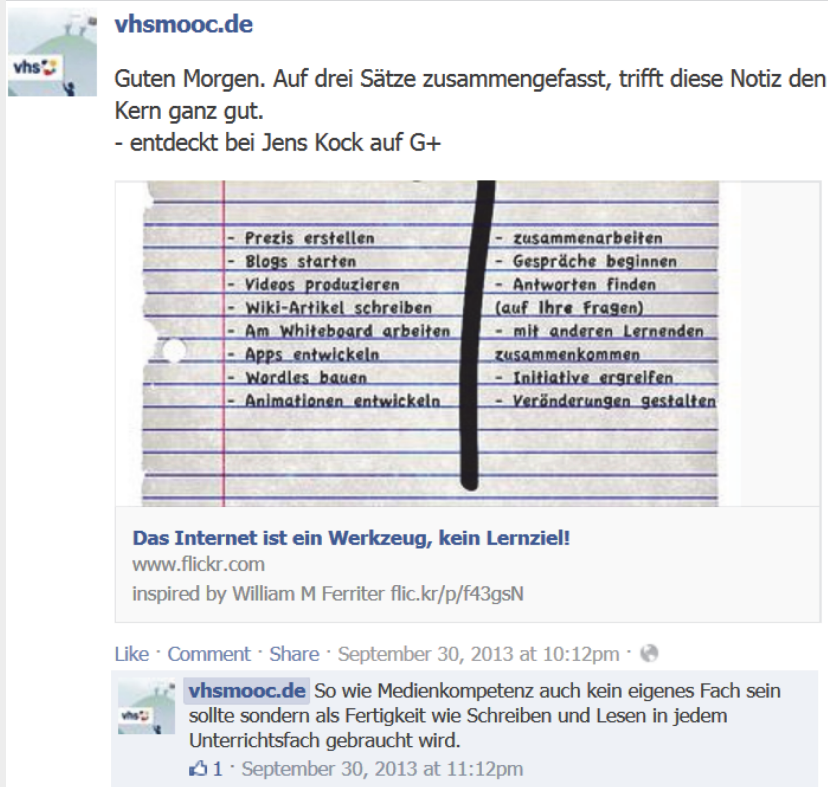 vhs
vhsmooc.de
Guten Morgen. Auf drei Sätze zusammengefasst, trifft diese Notiz den
Kern ganz gut.
- entdeckt bei Jens Kock auf G+
- Prezis erstellen
- Blogs starten
- Videos produzieren
- Wiki-Artikel schreiben
- Am Whiteboard arbeiten
- Apps entwickeln
- Wordles bauen
- Animationen entwickeln
- zusammenarbeiten
- Gespräche beginnen
- Antworten finden
(auf Ihre Fragen)
- mit anderen Lernenden
zusammenkommen
- Initiative ergreifen
- Veränderungen gestalten
Das Internet ist ein Werkzeug, kein Lernziel!
www.flickr.com
inspired by William M Ferriter flic.kr/p/f43gsN
Like · Comment · Share · September 30, 2013 at 10:12pm ·
vhs
vhsmooc.de So wie Medienkompetenz auch kein eigenes Fach sein
sollte sondern als Fertigkeit wie Schreiben und Lesen in jedem
Unterrichtsfach gebraucht wird.
1 · September 30, 2013 at 11:12pm